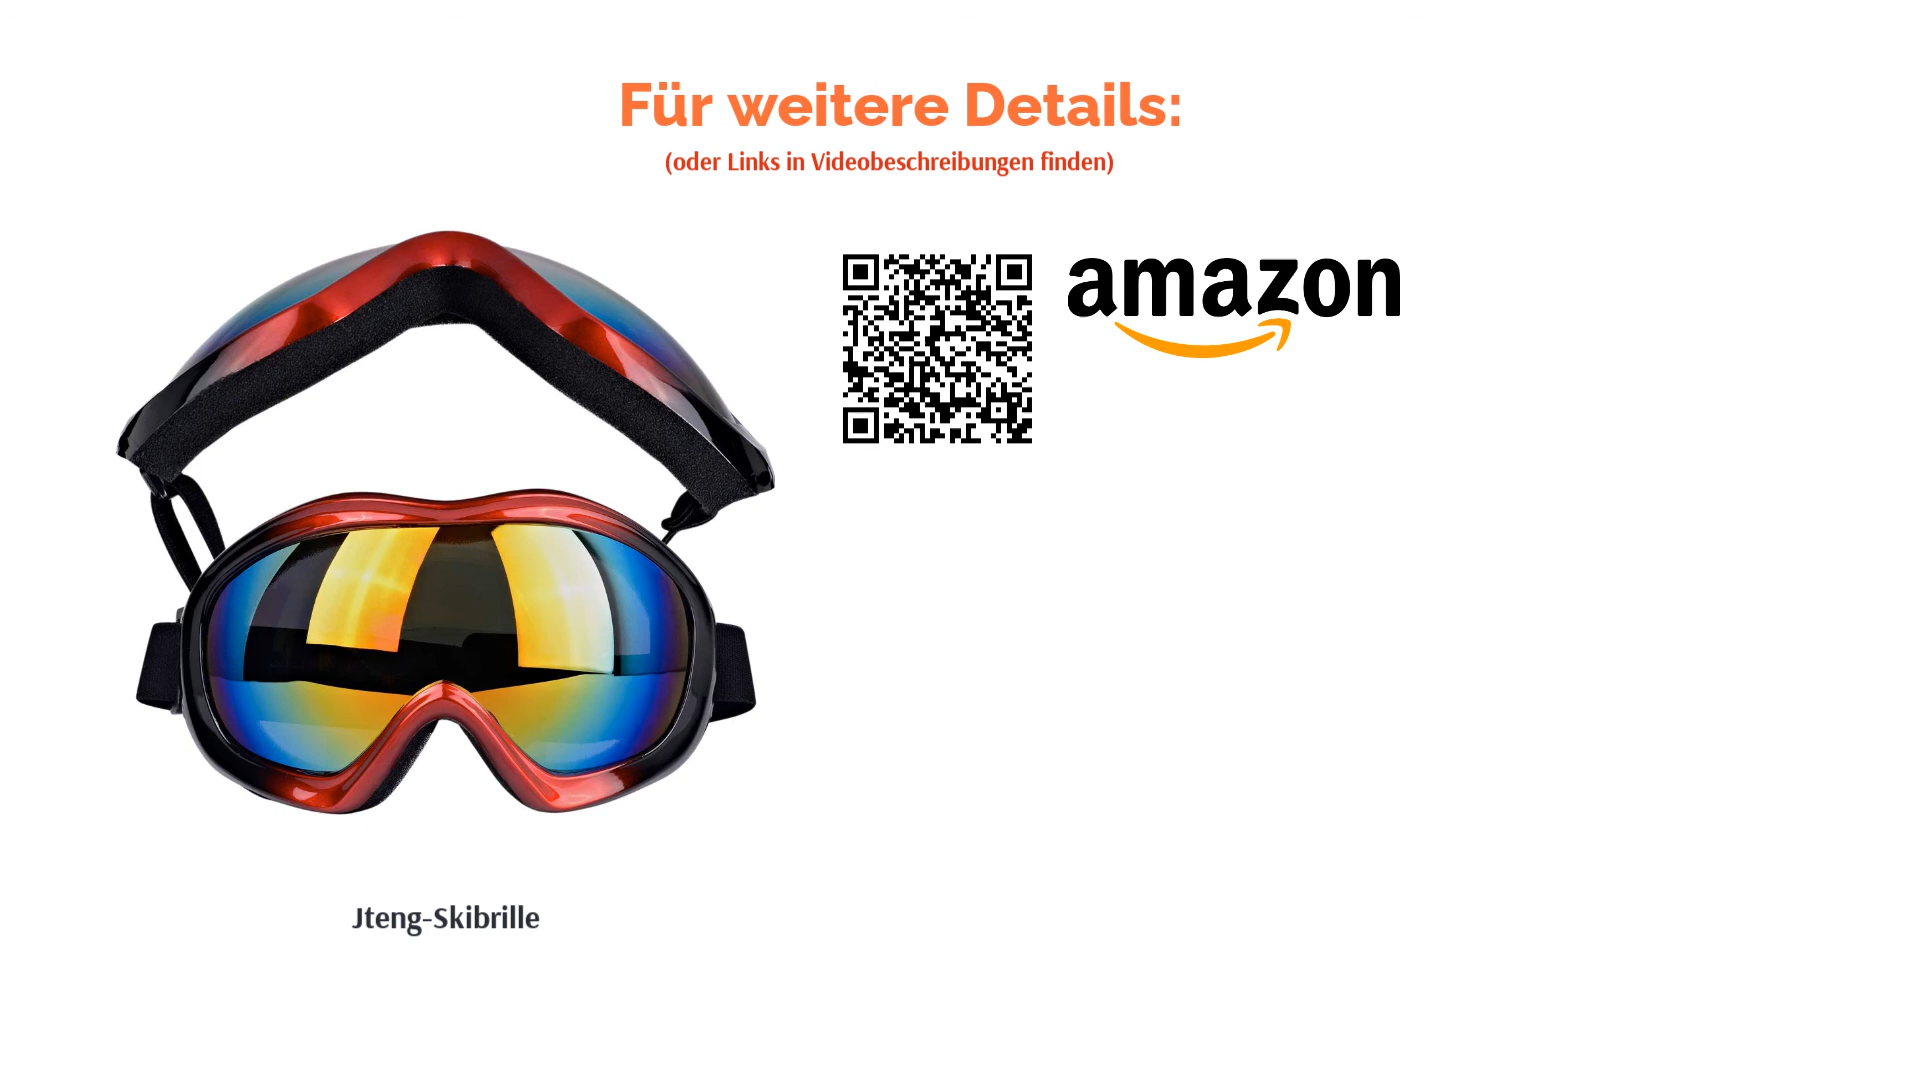 Für weitere Details:
(oder Links in Videobeschreibungen finden)
amazon
Jteng-Skibrille